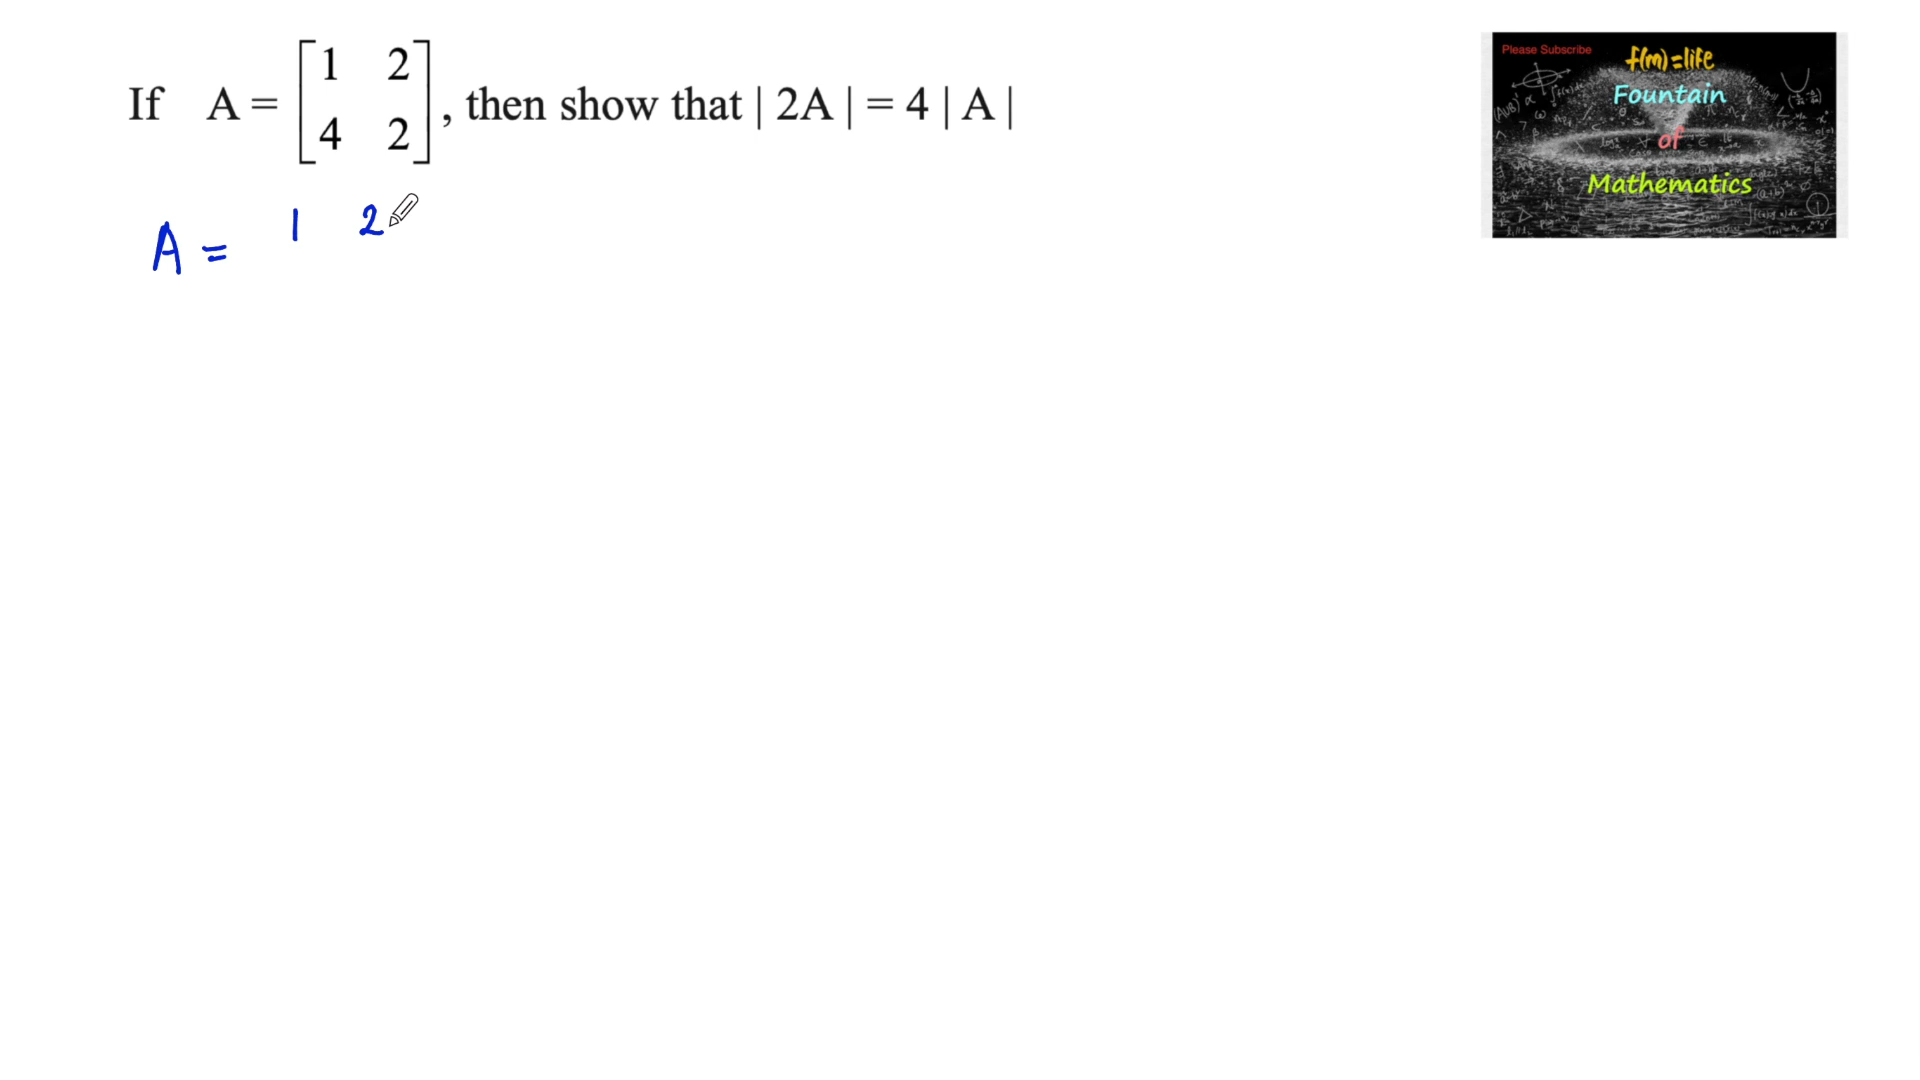 If A = [1 2
4 2], then show that | 2A | = 4 | A |
A = 1 2
Please Subscribe
f(m)=life
Fountain
of
Mathematics